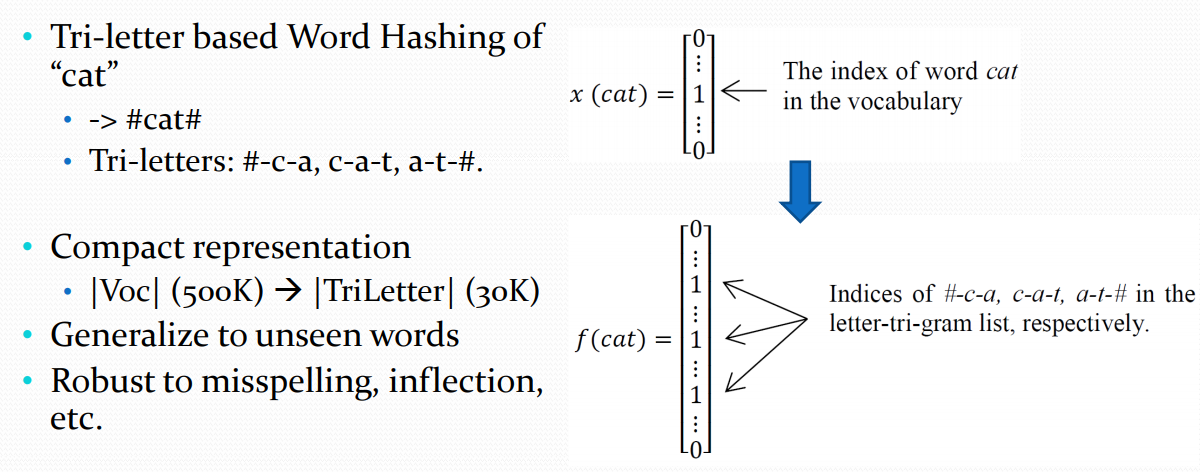 • Tri-letter based Word Hashing of
"cat"
• -> #cat#
• Tri-letters: #-c-a, c-a-t, a-t-#.
• Compact representation
• |Voc| (500K) → |TriLetter| (30K)
• Generalize to unseen words
• Robust to misspelling, inflection,
etc.
0
⋮
x (cat) = 1
⋮
0
The index of word cat
in the vocabulary
0
⋮
1
⋮
f(cat) = 1
⋮
1
⋮
0
Indices of #-c-a, c-a-t, a-t-# in the
letter-tri-gram list, respectively.